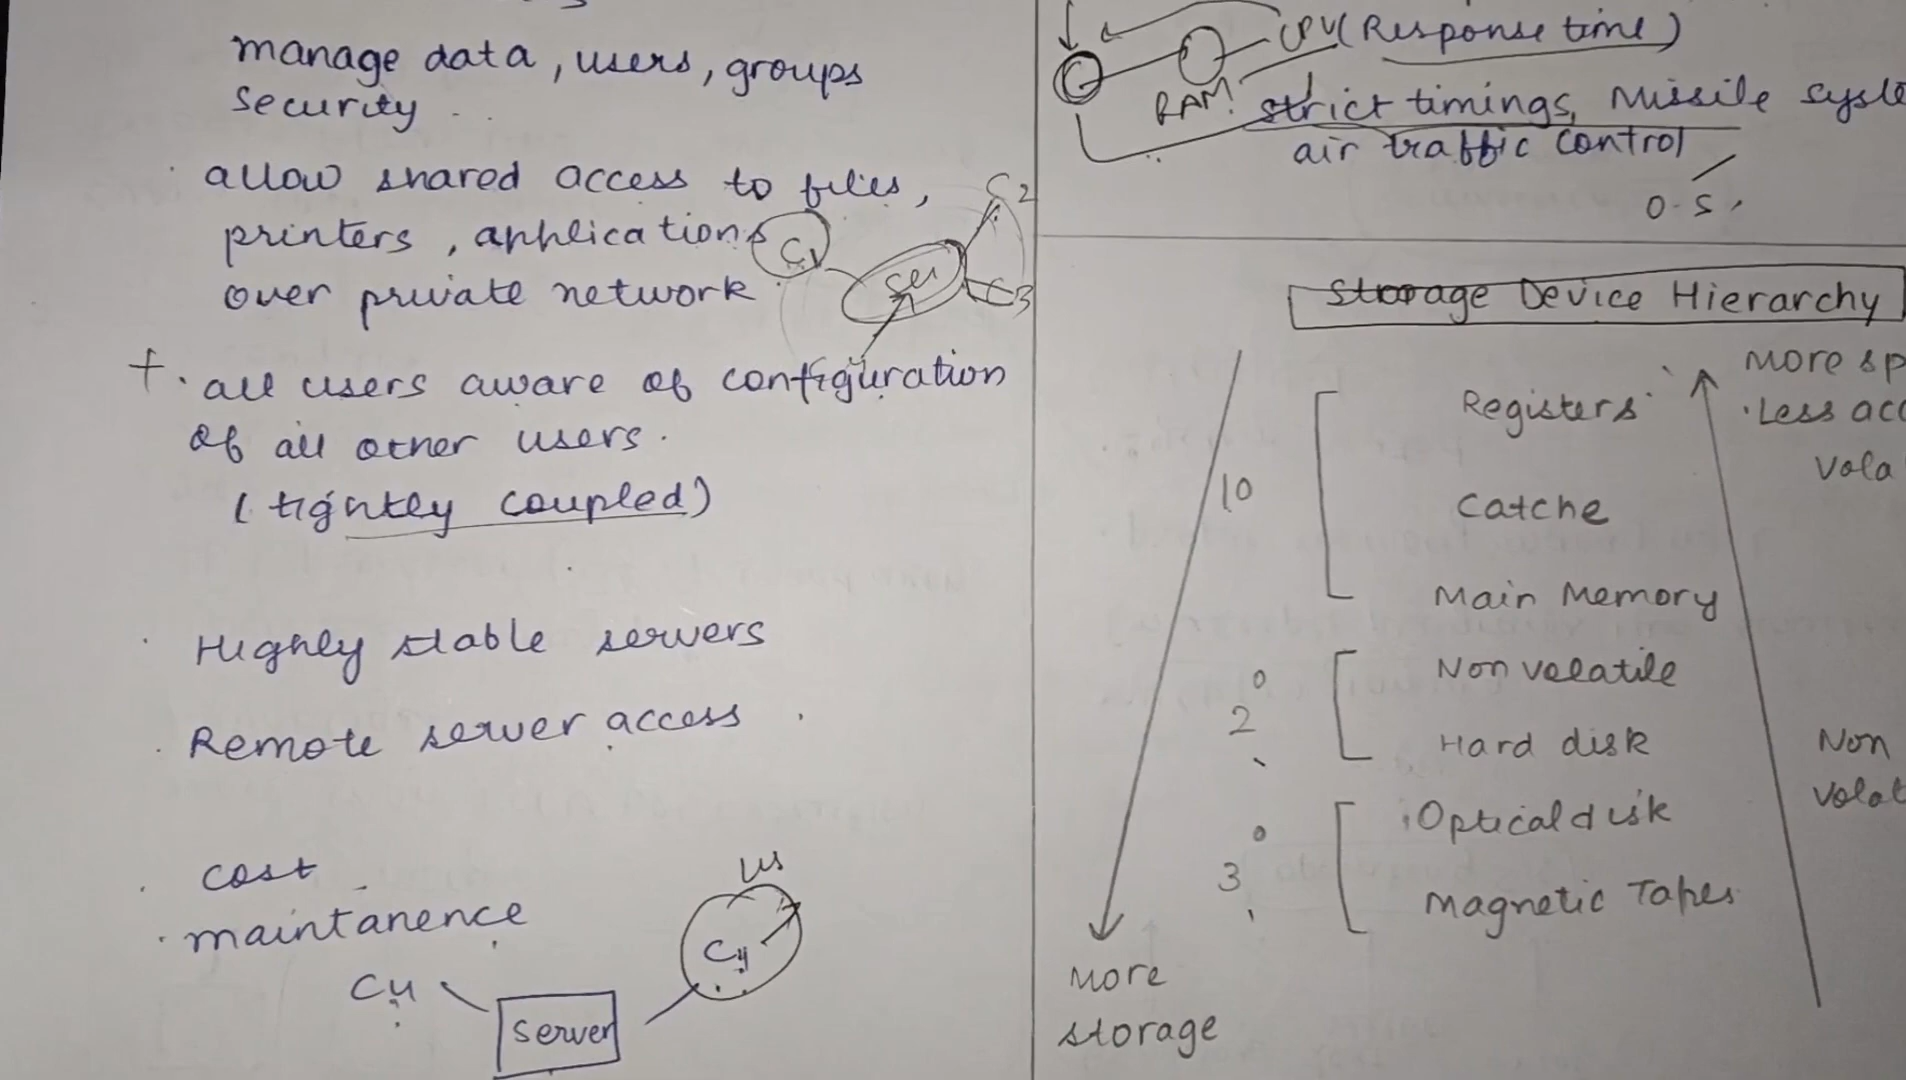 manage data, users, groups
security
allow shared access to files,
printers, applications
over private network
C1
Ser
C2
C3
+. all users aware of configuration
of all other users.
(tightly coupled)
. Highly stable servers
. Remote server access
. cost
. maintanence
C4
server
C4
us
CPU (Response time)
RAM
strict timings, Missile syste
air traffic control
O.S,
Storage Device Hierarchy
More sp
Registers
.Less acc
Vola
10
Catche
Main Memory
Non volatile
2
Hard disk
Non
volat
Optical disk
3
Magnetic Tapes
More
storage